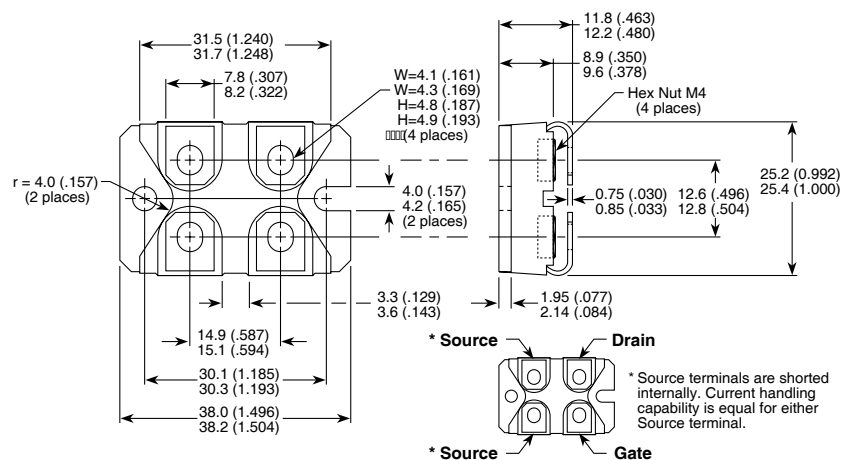 31.5 (1.240)
31.7 (1.248)
7.8 (.307)
8.2 (.322)
W=4.1 (.161)
W=4.3 (.169)
H=4.8 (.187)
H=4.9 (.193)
(4 places)
r = 4.0 (.157)
(2 places)
4.0 (.157)
4.2 (.165)
(2 places)
3.3 (.129)
3.6 (.143)
14.9 (.587)
15.1 (.594)
30.1 (1.185)
30.3 (1.193)
38.0 (1.496)
38.2 (1.504)
11.8 (.463)
12.2 (.480)
8.9 (.350)
9.6 (.378)
Hex Nut M4
(4 places)
0.75 (.030)
0.85 (.033)
12.6 (.496)
12.8 (.504)
25.2 (0.992)
25.4 (1.000)
1.95 (.077)
2.14 (.084)
* Source
Drain
* Source terminals are shorted
internally. Current handling
capability is equal for either
Source terminal.
* Source
Gate